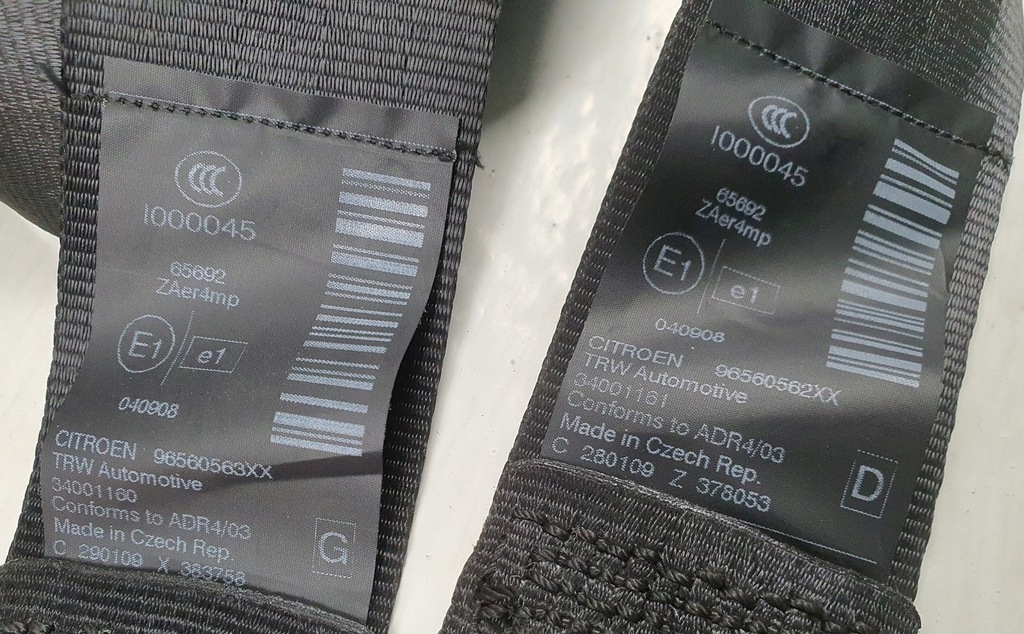 CCC
I000045
65692
ZAer4mp
E1 e1
040908
CITROEN 96560563XX
TRW Automotive
34001160
Conforms to ADR4/03
Made in Czech Rep
C 290109 X 383758
G
CCC
I000045
65692
ZAer4mp
E1 e1
040908
CITROEN 96560562XX
TRW Automotive
34001161
Conforms to ADR4/03
Made in Czech Rep.
C 280109 Z 378053
D